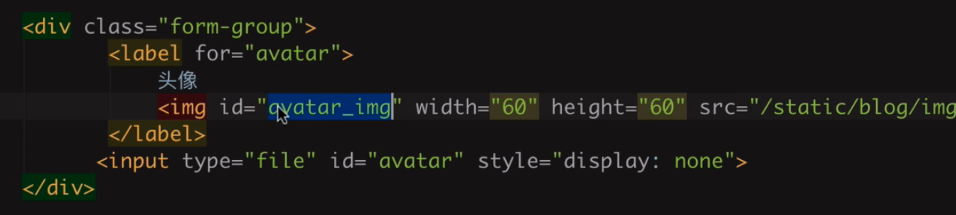 <div class="form-group">
<label for="avatar">
头像
<img id="avatar_img" width="60" height="60" src="/static/blog/img
</label>
<input type="file" id="avatar" style="display: none">
</div>